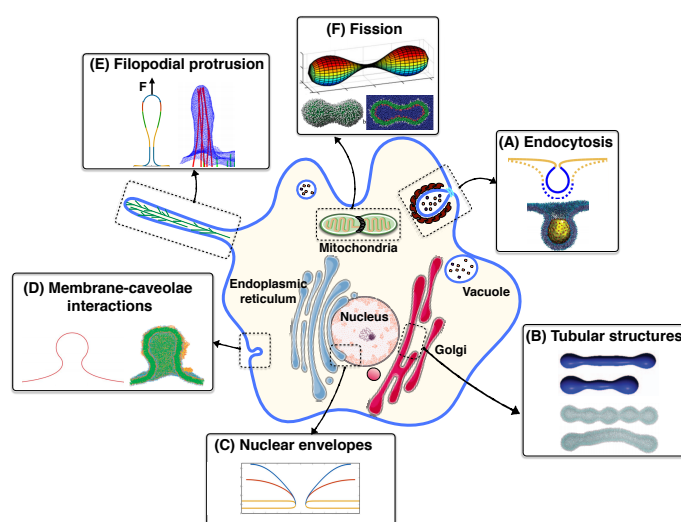 (F) Fission
(E) Filopodial protrusion
F
(A) Endocytosis
Mitochondria
Endoplasmic
reticulum
Vacuole
Nucleus
(D) Membrane-caveolae
interactions
Golgi
(B) Tubular structures
(C) Nuclear envelopes